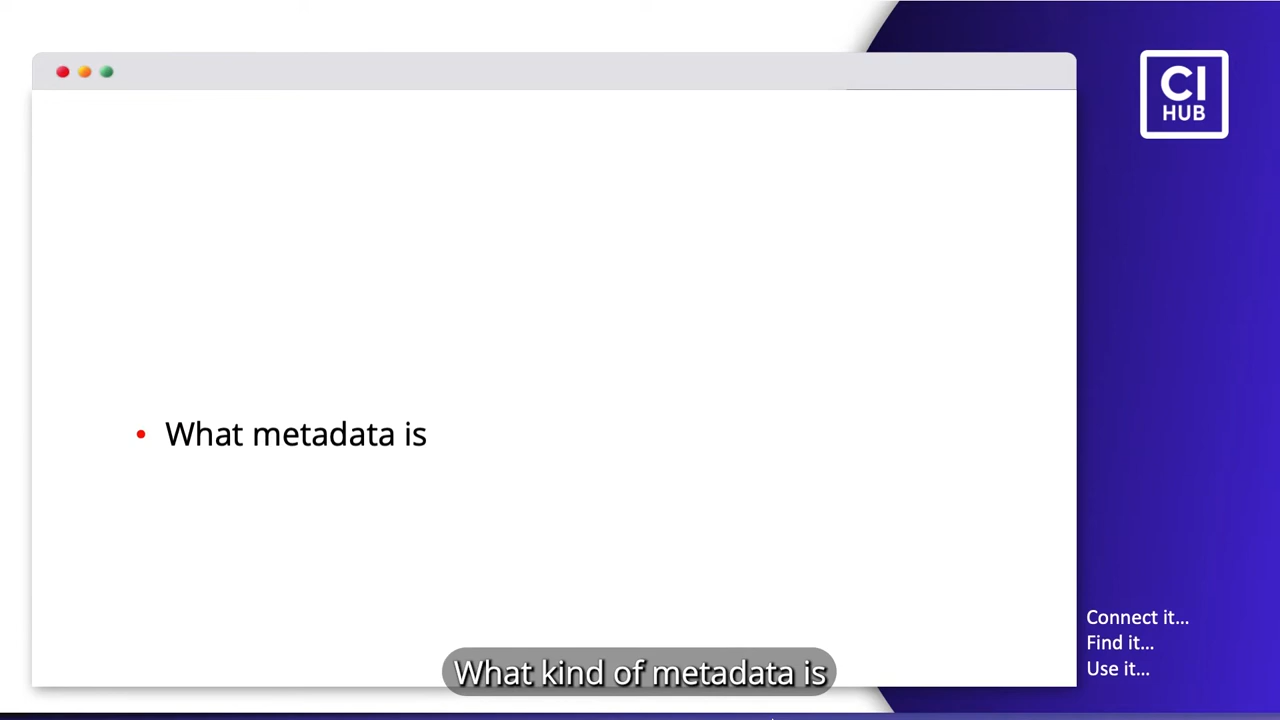 CI
HUB
• What metadata is
Connect it...
Find it...
Use it...
What kind of metadata is